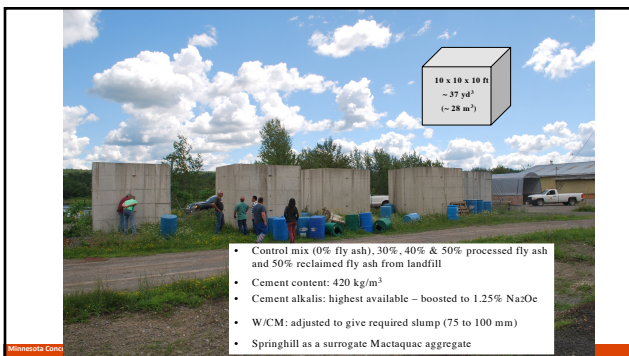 10 x 10 x 10 ft
~ 37 yd³
(~ 28 m³)
• Control mix (0% fly ash), 30%, 40% & 50% processed fly ash
and 50% reclaimed fly ash from landfill
• Cement content: 420 kg/m³
• Cement alkalis: highest available – boosted to 1.25% Na2Oe
• W/CM: adjusted to give required slump (75 to 100 mm)
• Springhill as a surrogate Mactaquac aggregate
Minnesota